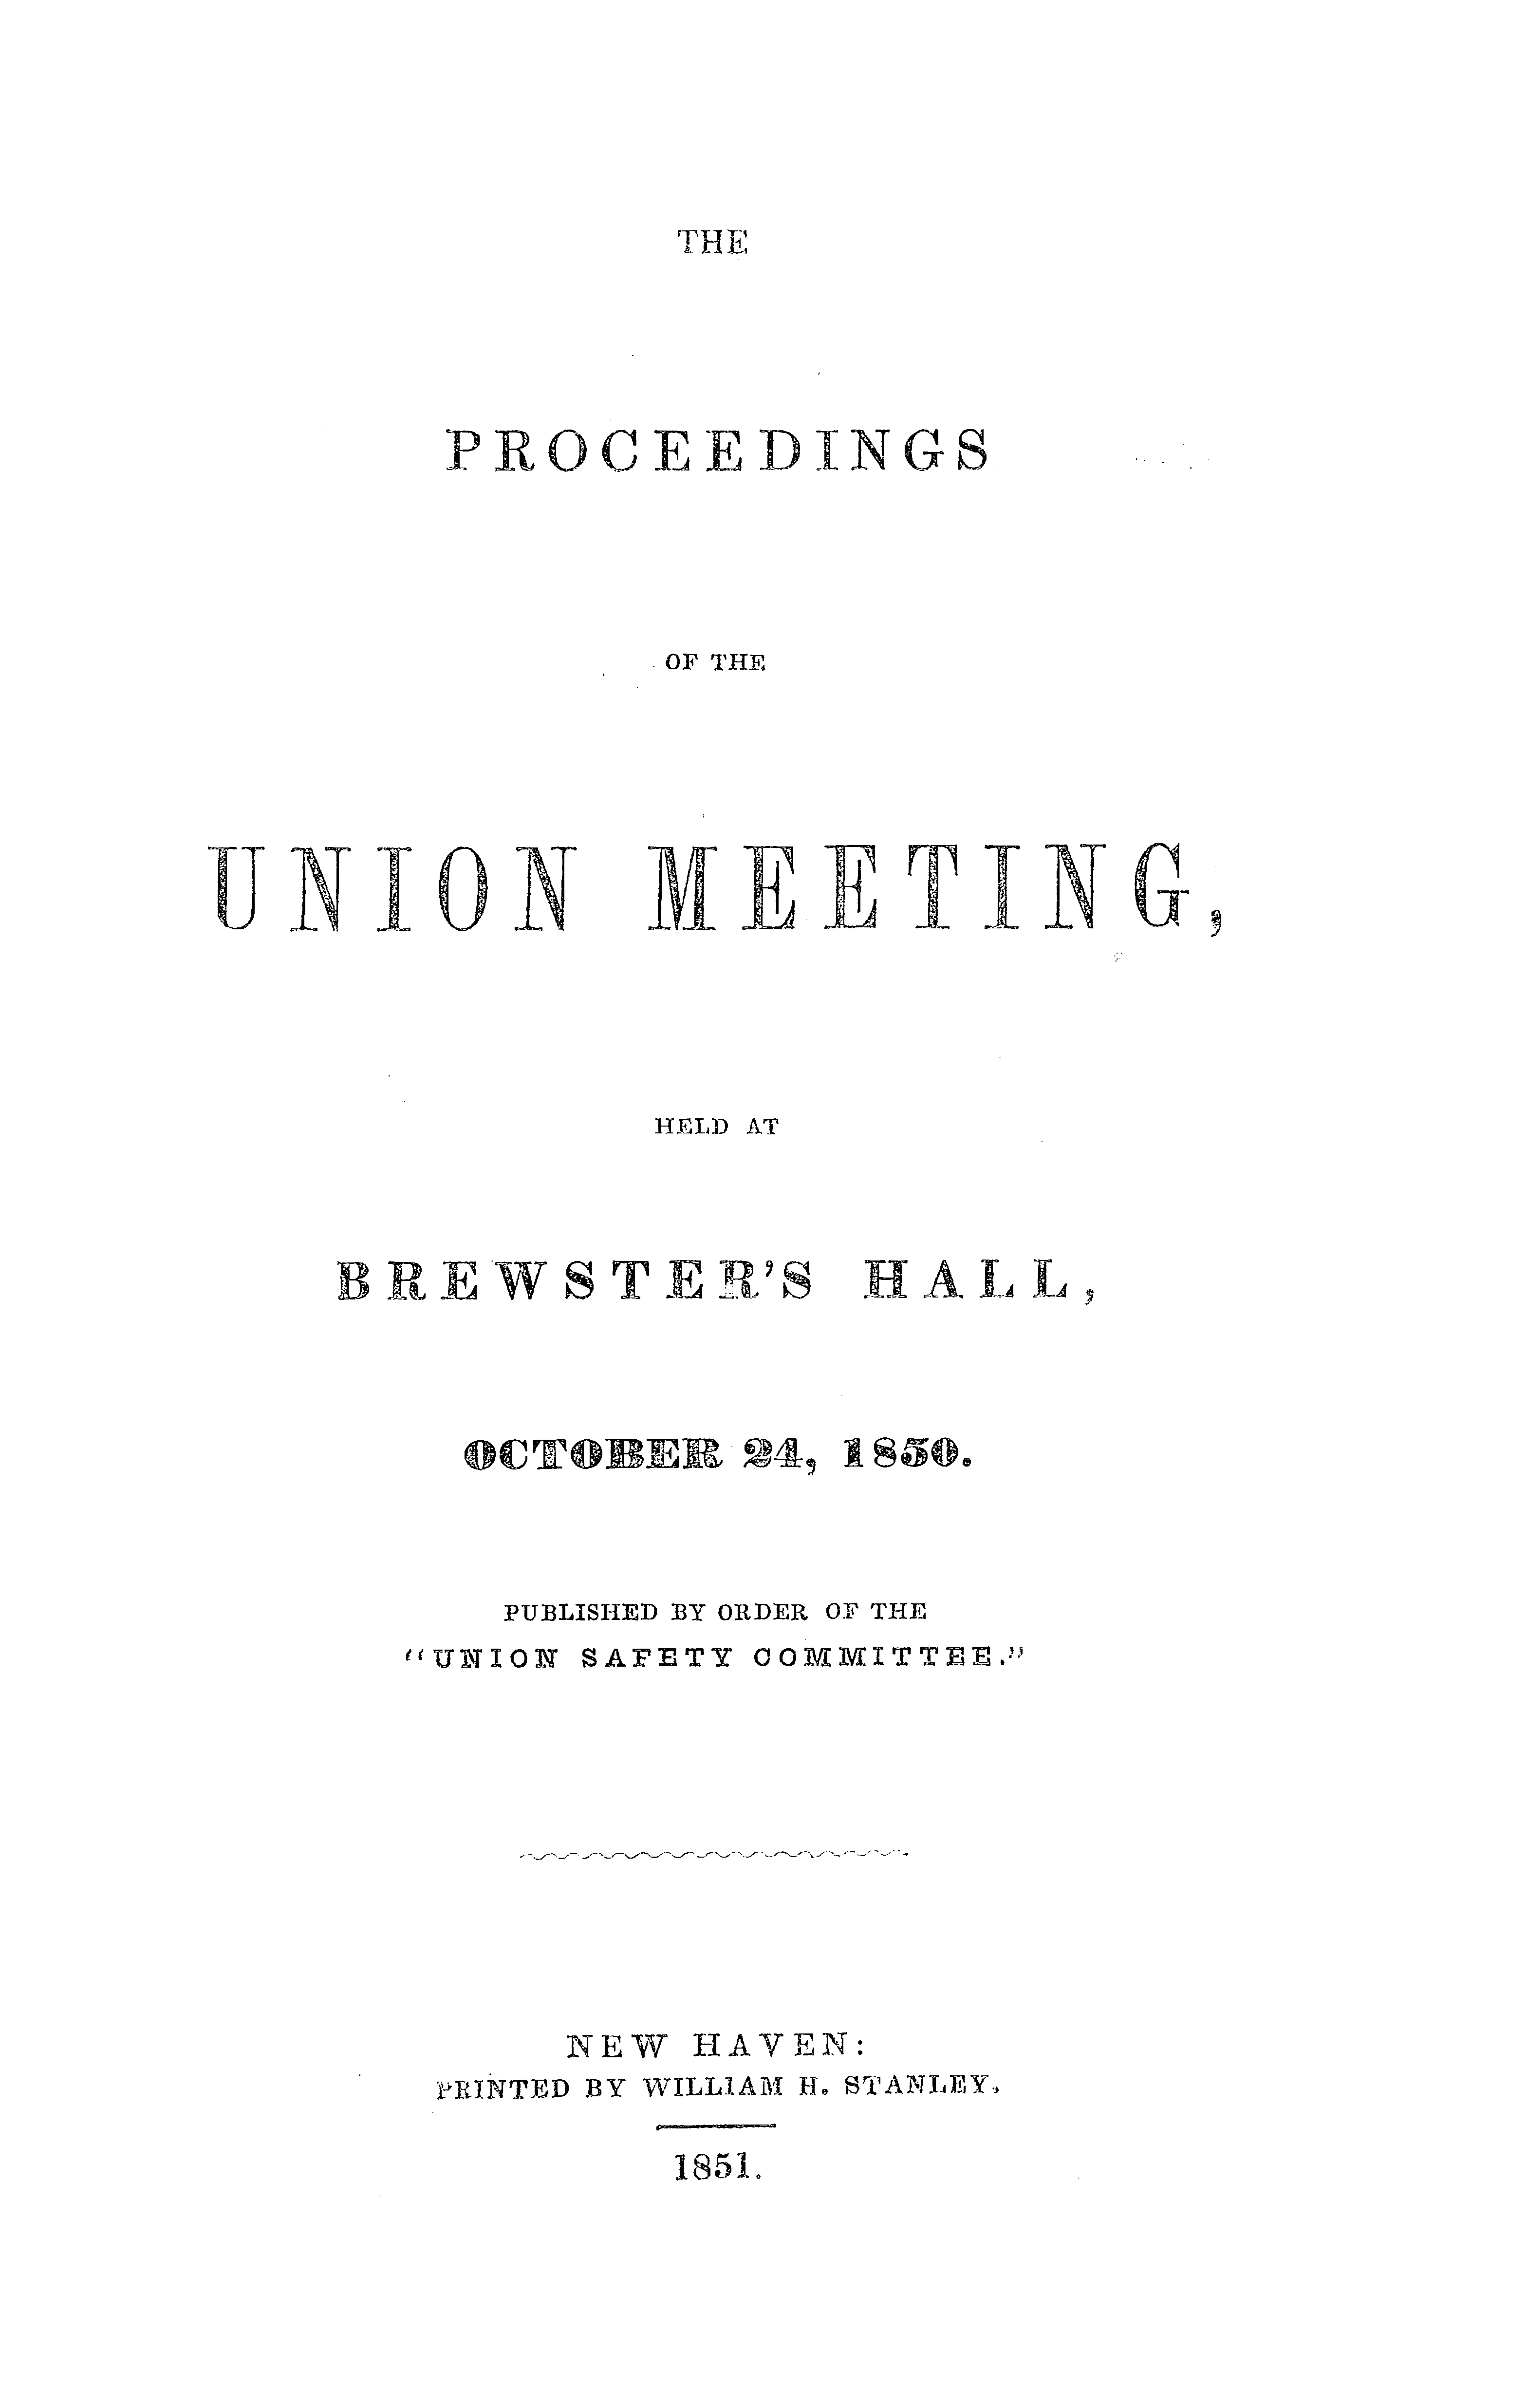 THE
PROCEEDINGS
OF THE
UNION MEETING,
HELD AT
BREWSTER'S HALL,
OCTOBER 24, 1850.
PUBLISHED BY ORDER OF THE
"UNION SAFETY COMMITTEE."
NEW HAVEN:
PRINTED BY WILLIAM H. STANLEY,
1851.